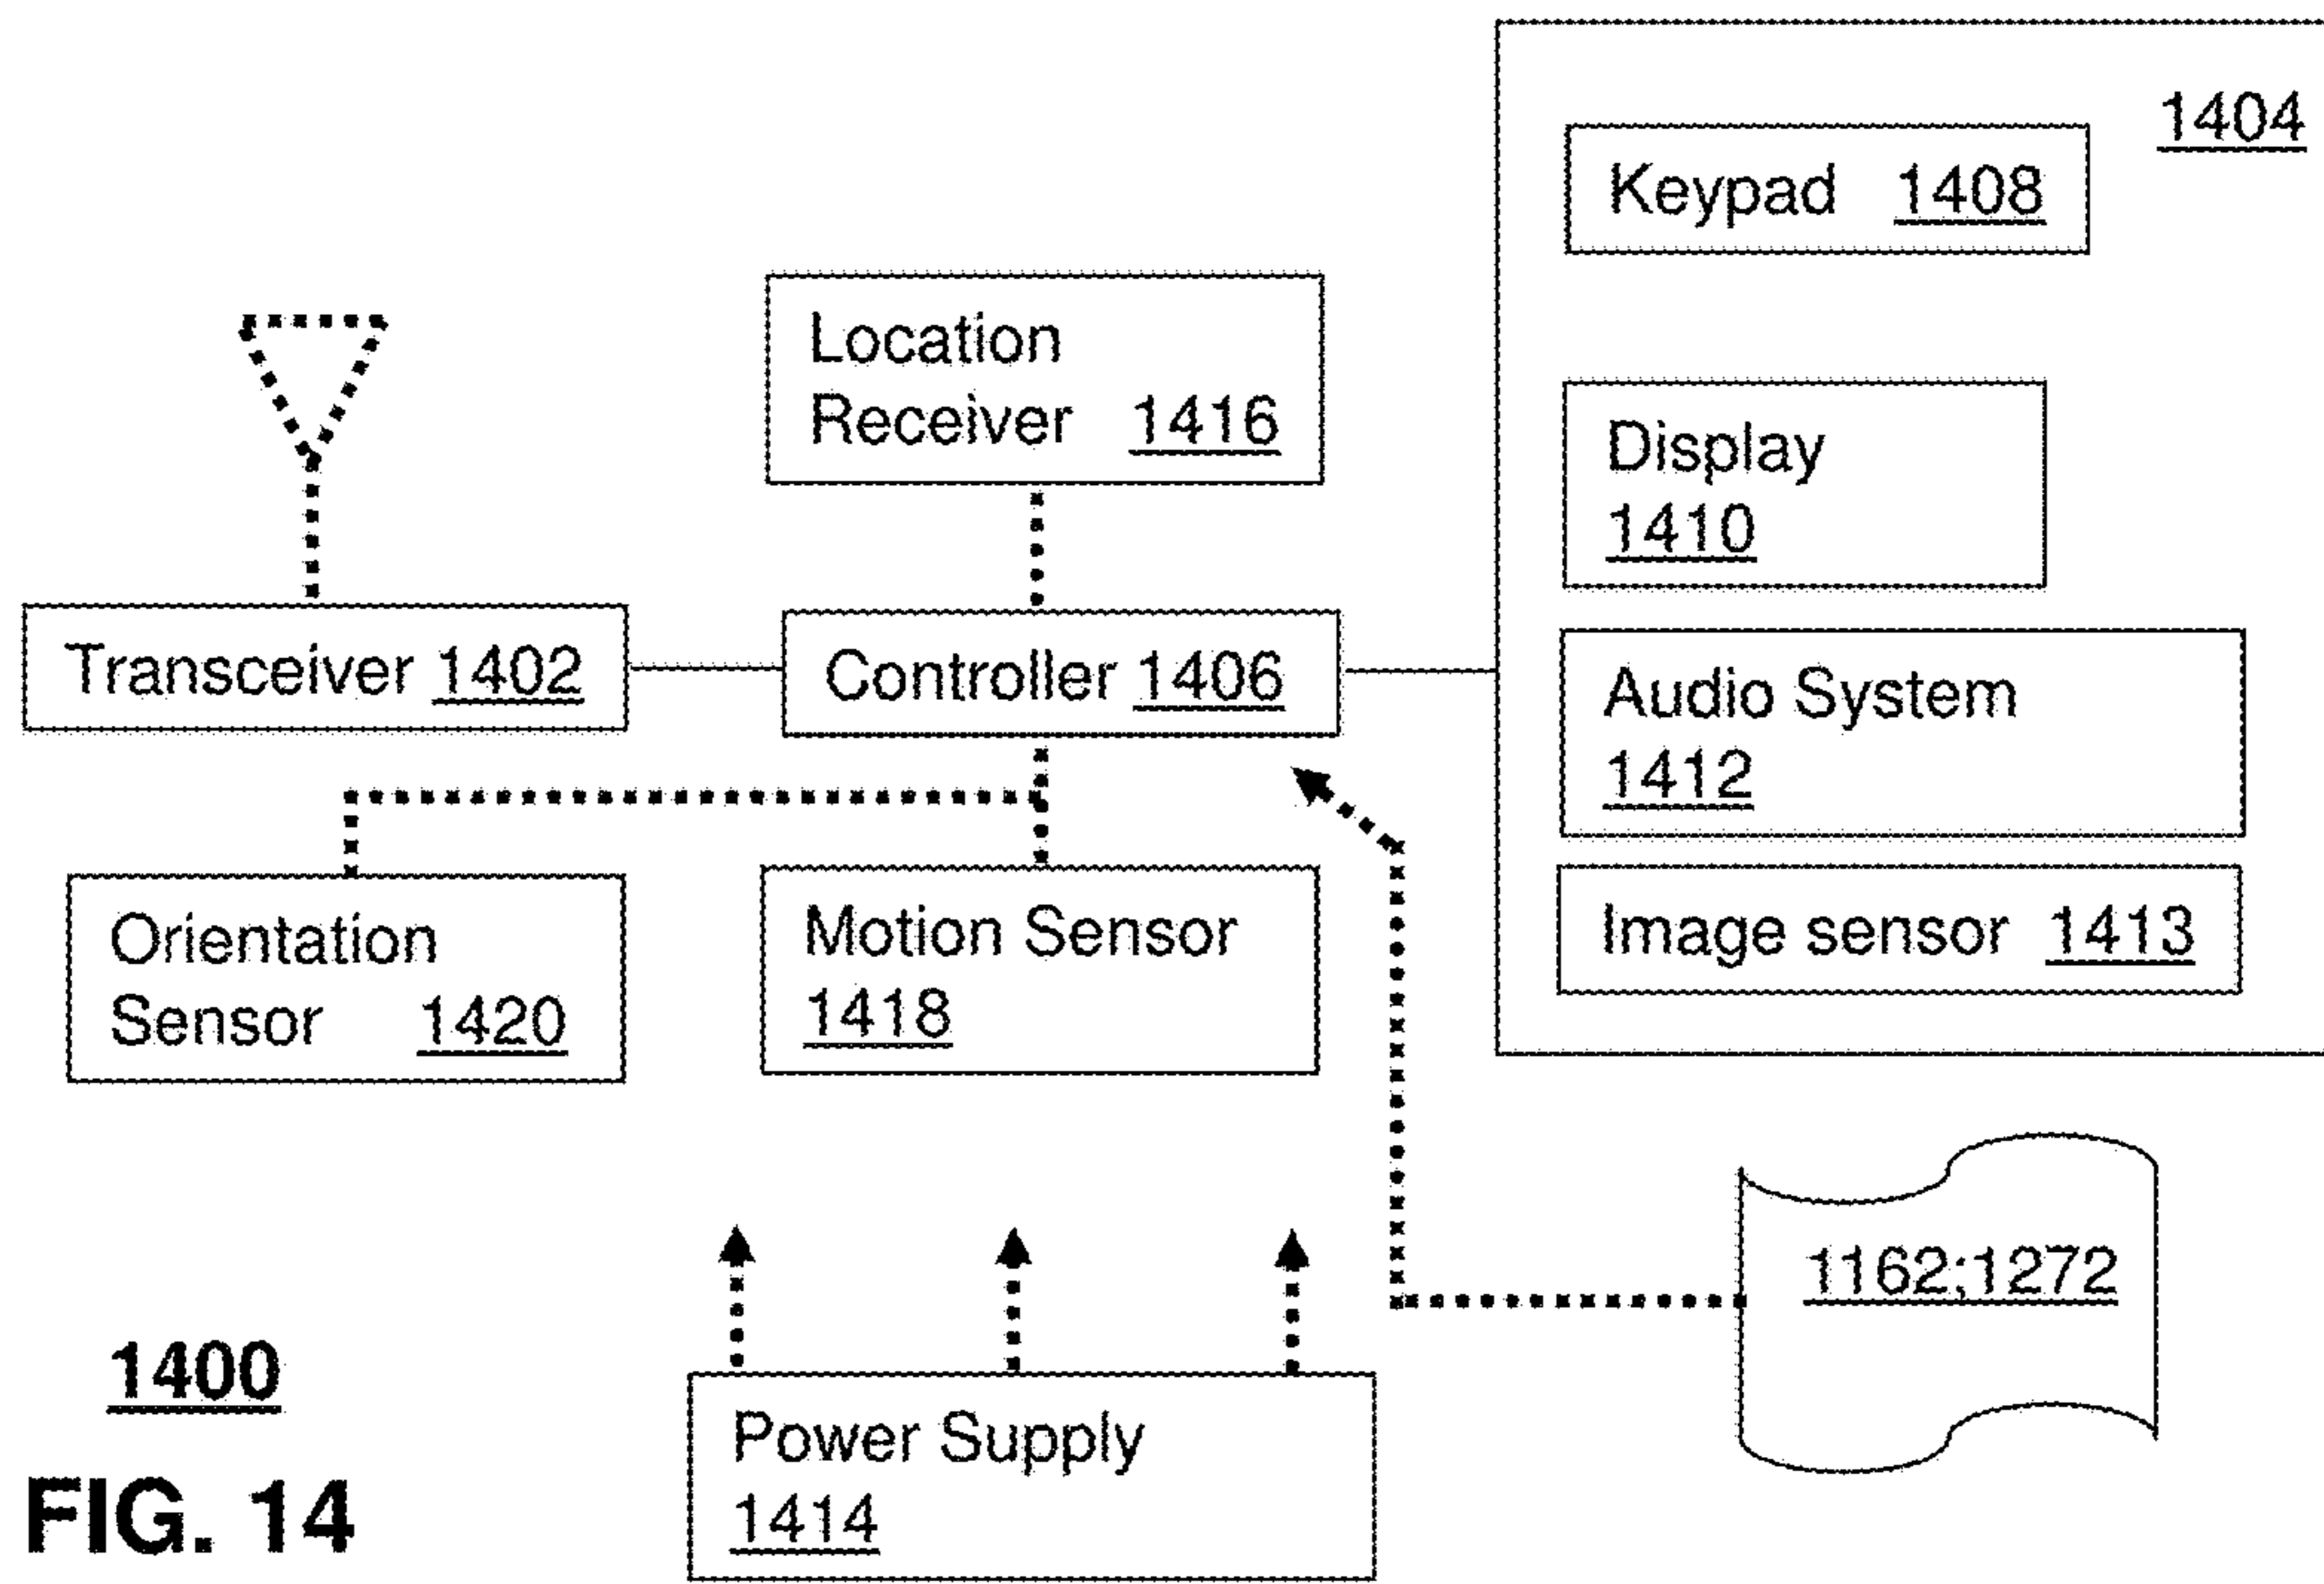 1404
Keypad 1408
Location
Receiver 1416
Display
1410
Transceiver 1402
Controller 1406
Audio System
1412
Orientation
Sensor 1420
Motion Sensor
1418
Image sensor 1413
1162;1272
Power Supply
1414
1400
FIG. 14